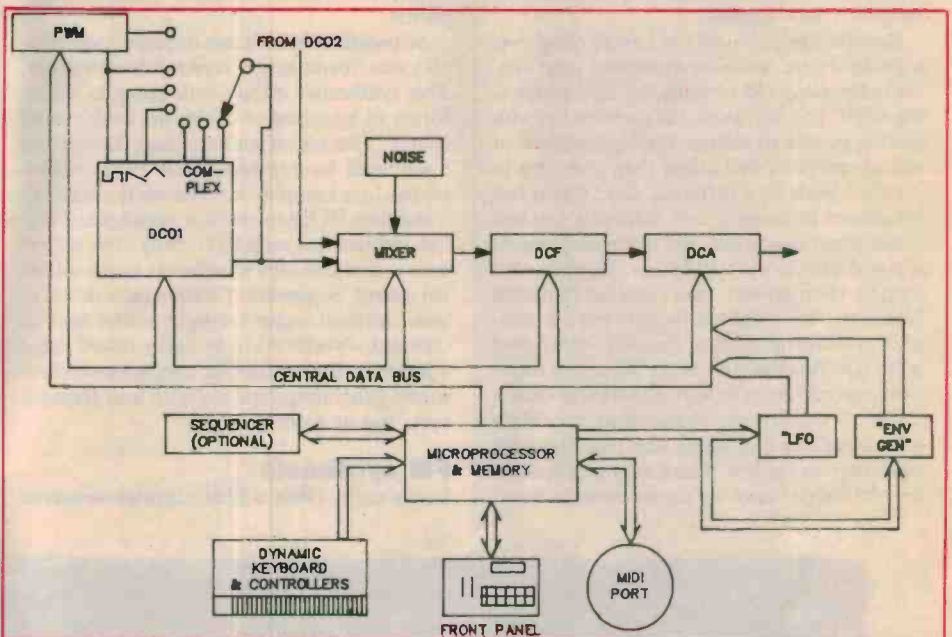 PWM
FROM DCO2
NOISE
COM-
PLEX
DCO1
MIXER
DCF
DCA
CENTRAL DATA BUS
SEQUENCER
(OPTIONAL)
MICROPROCESSOR
& MEMORY
"LFO
"ENV
GEN"
DYNAMIC
KEYBOARD
& CONTROLLERS
FRONT PANEL
MIDI
PORT